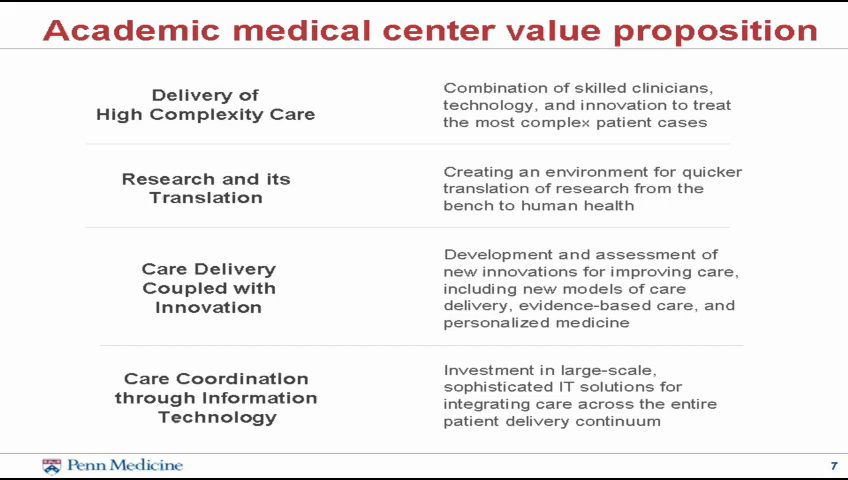 Academic medical center value proposition
Delivery of
High Complexity Care
Combination of skilled clinicians,
technology, and innovation to treat
the most complex patient cases
Research and its
Translation
Creating an environment for quicker
translation of research from the
bench to human health
Care Delivery
Coupled with
Innovation
Development and assessment of
new innovations for improving care,
including new models of care
delivery, evidence-based care, and
personalized medicine
Care Coordination
through Information
Technology
Investment in large-scale,
sophisticated IT solutions for
integrating care across the entire
patient delivery continuum
Penn Medicine
7